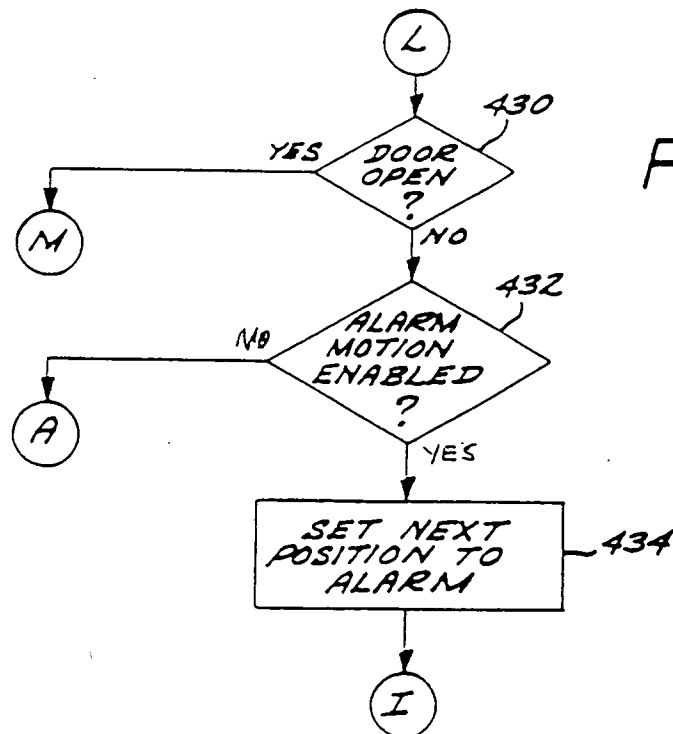 L
430
YES
DOOR
OPEN
?
F
M
NO
432
NO
ALARM
MOTION
ENABLED
?
A
YES
SET NEXT
POSITION TO
ALARM
434
I